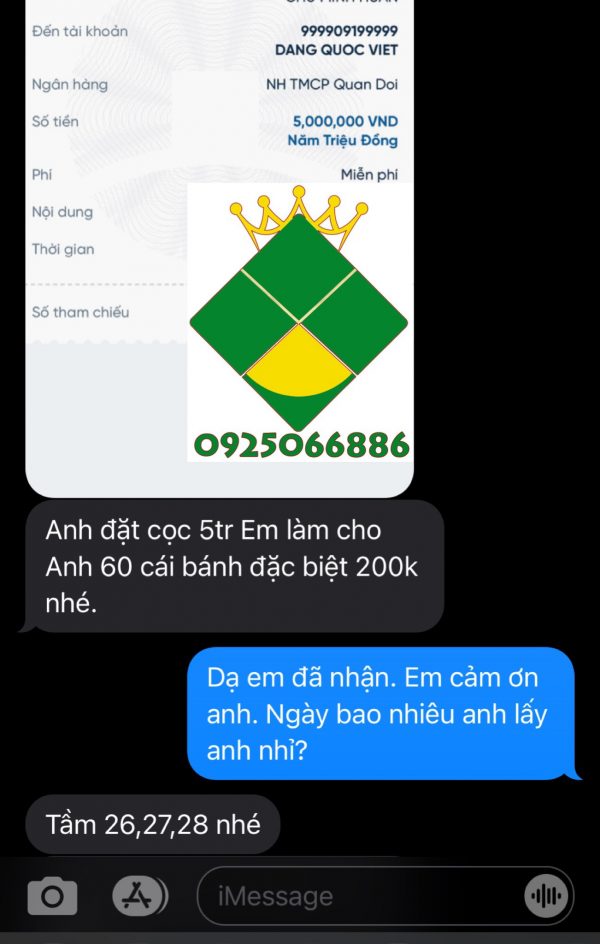 Đến tài khoản
999909199999
DANG QUOC VIET
Ngân hàng
NH TMCP Quan Doi
Số tiền
5,000,000 VND
Năm Triệu Đồng
Phí
Miễn phí
Nội dung
Thời gian
Số tham chiếu
0925066886
Anh đặt cọc 5tr Em làm cho
Anh 60 cái bánh đặc biệt 200k
nhé.
Dạ em đã nhận. Em cảm ơn
anh. Ngày bao nhiêu anh lấy
anh nhỉ?
Tầm 26,27,28 nhé
iMessage